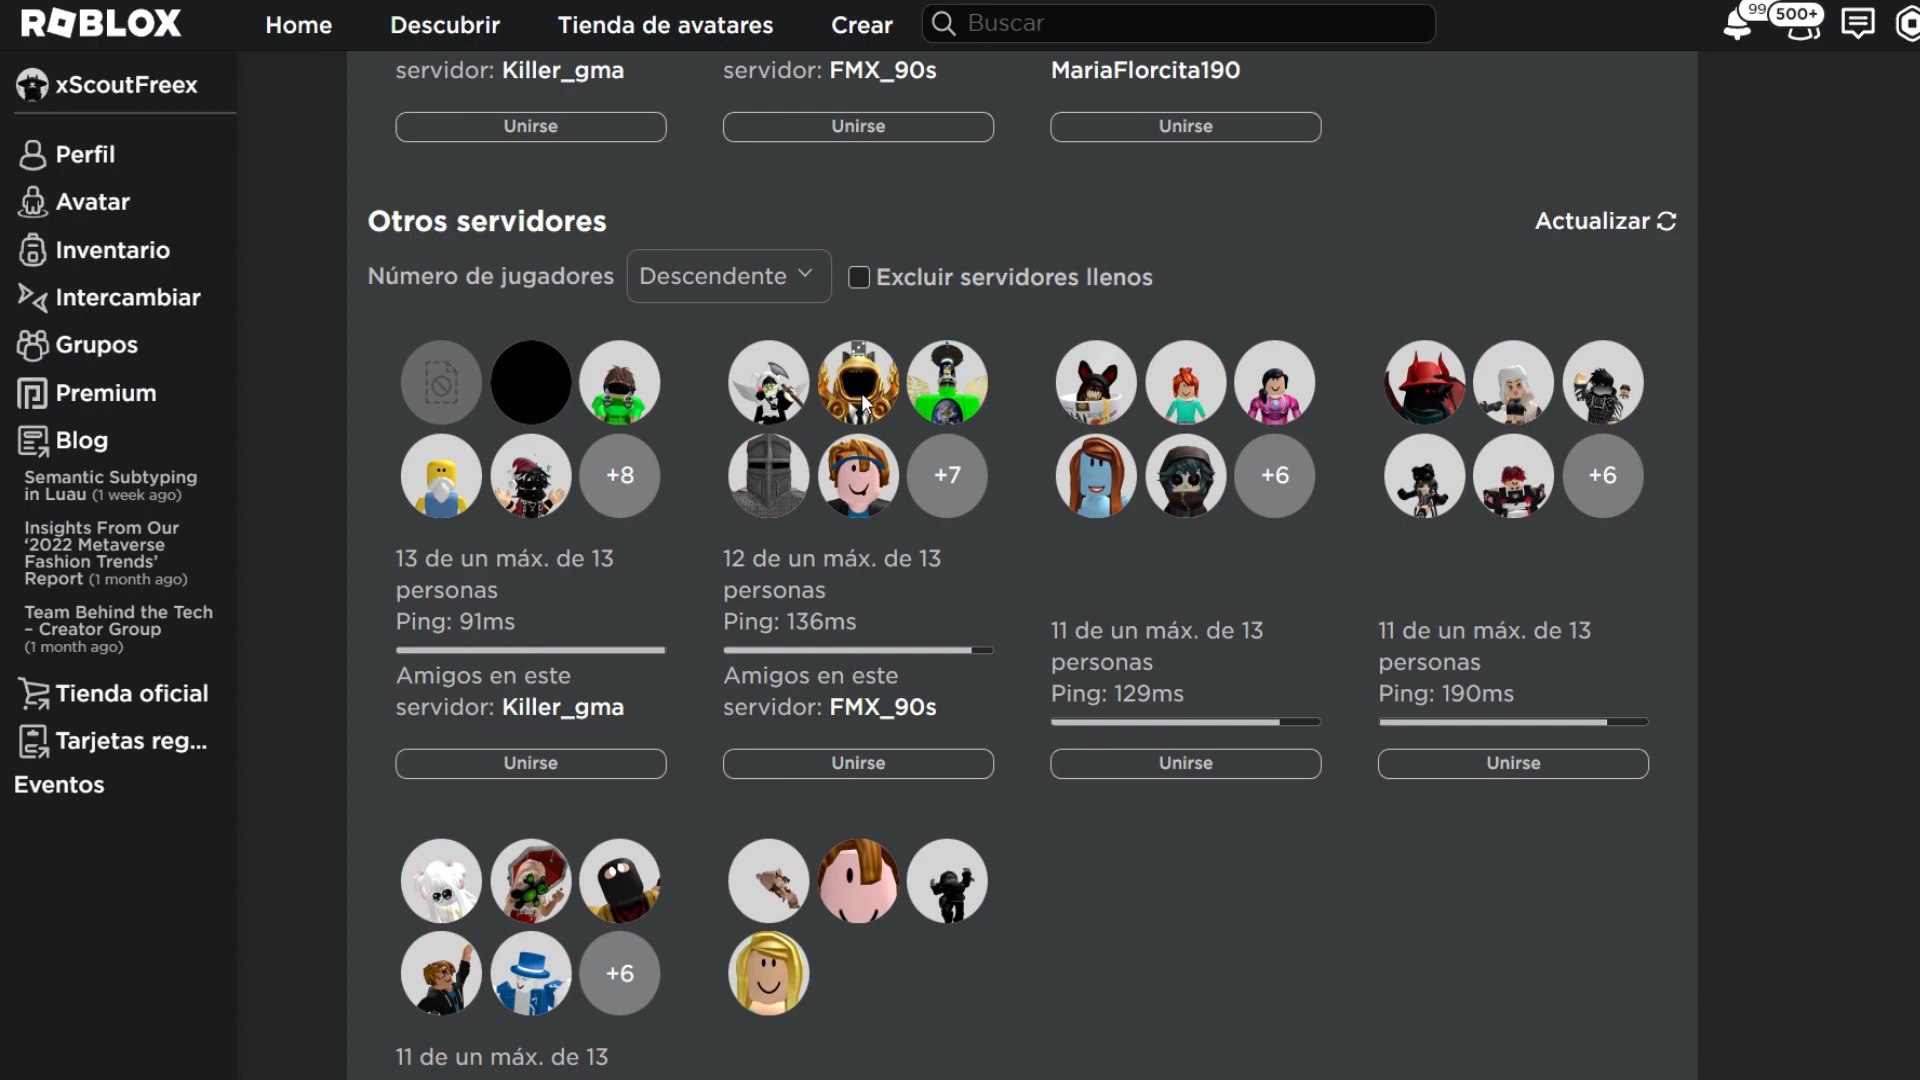 ROBLOX
Home
Descubrir
Tienda de avatares
Crear
Buscar
99
500+
xScoutFreex
Perfil
Avatar
Inventario
Intercambiar
Grupos
Premium
Blog
Semantic Subtyping
in Luau (1 week ago)
Insights From Our
‘2022 Metaverse
Fashion Trends’
Report (1 month ago)
Team Behind the Tech
– Creator Group
(1 month ago)
Tienda oficial
Tarjetas reg...
Eventos
servidor: Killer_gma
Unirse
servidor: FMX_90s
Unirse
MariaFlorcita190
Unirse
Otros servidores
Actualizar
Número de jugadores
Descendente
Excluir servidores llenos
+8
13 de un máx. de 13
personas
Ping: 91ms
Amigos en este
servidor: Killer_gma
Unirse
+7
12 de un máx. de 13
personas
Ping: 136ms
Amigos en este
servidor: FMX_90s
Unirse
+6
11 de un máx. de 13
personas
Ping: 129ms
Unirse
+6
11 de un máx. de 13
personas
Ping: 190ms
Unirse
+6
11 de un máx. de 13